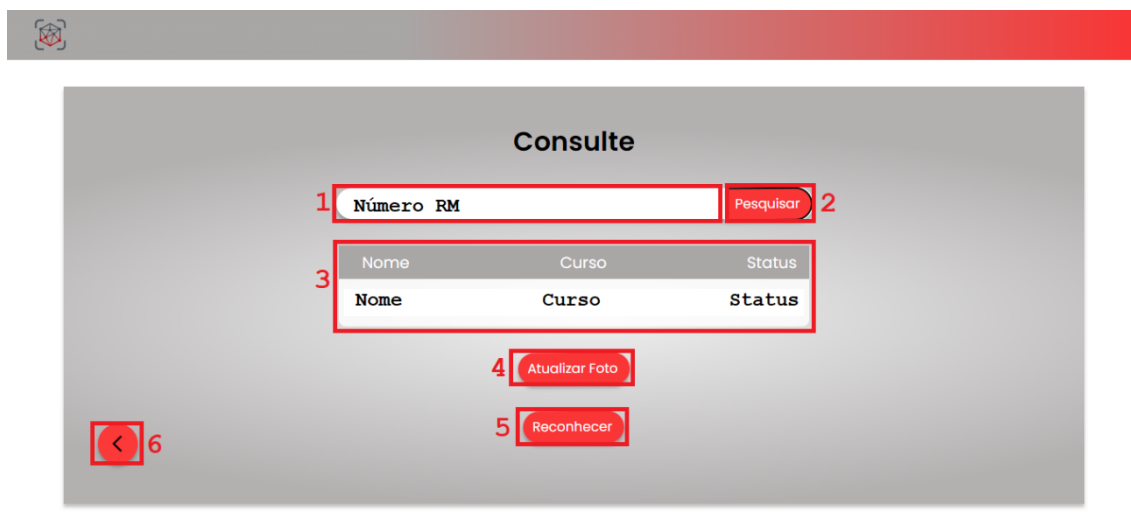 Consulte
1 Número RM Pesquisar 2
3
Nome Curso Status
Nome Curso Status
4 Atualizar Foto
5 Reconhecer
< 6